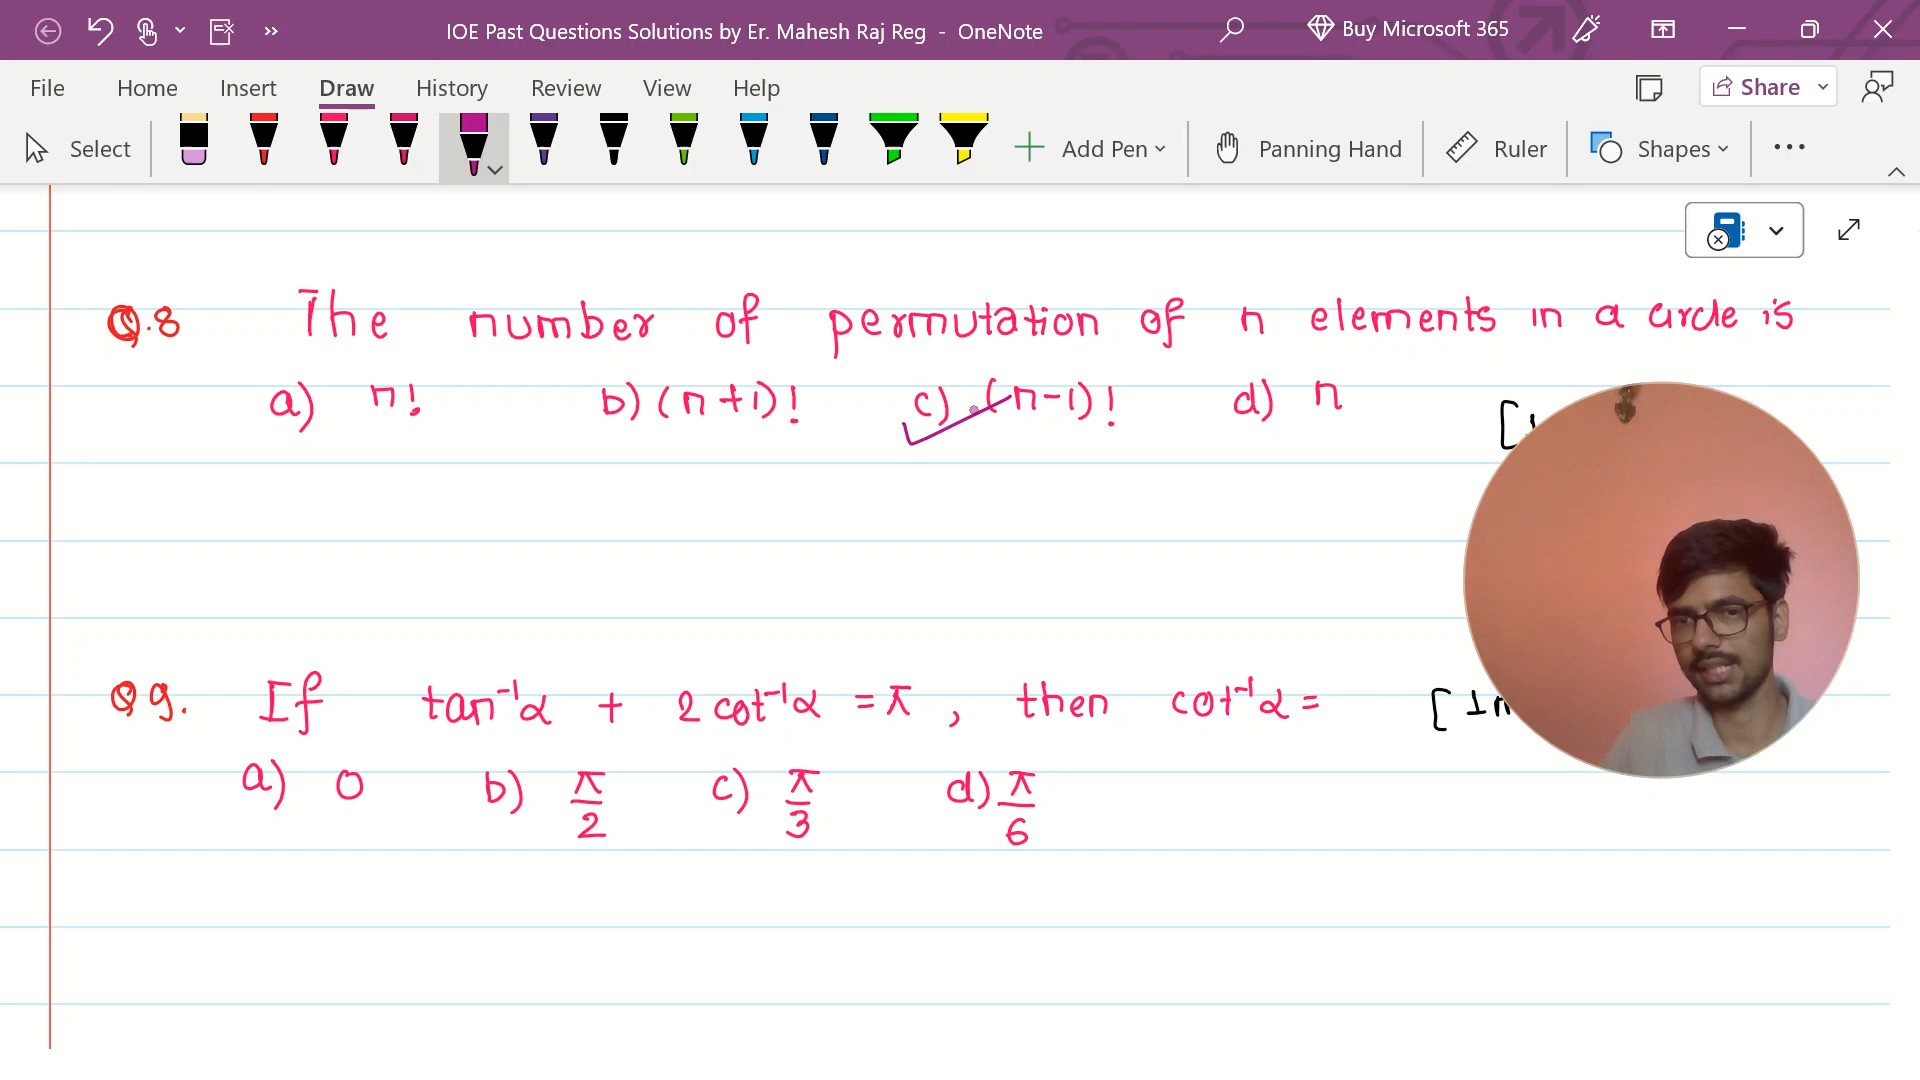 IOE Past Questions Solutions by Er. Mahesh Raj Reg - OneNote
Buy Microsoft 365
File Home Insert Draw History Review View Help
Share
Select
Add Pen
Panning Hand
Ruler
Shapes
Q.8 The number of permutation of n elements in a circle is
a) n! b) (n+1)! c) (n-1)! d) n
Q9. If tan⁻¹α + 2cot⁻¹α = π, then cot⁻¹α = [1
a) 0 b) π/2 c) π/3 d) π/6